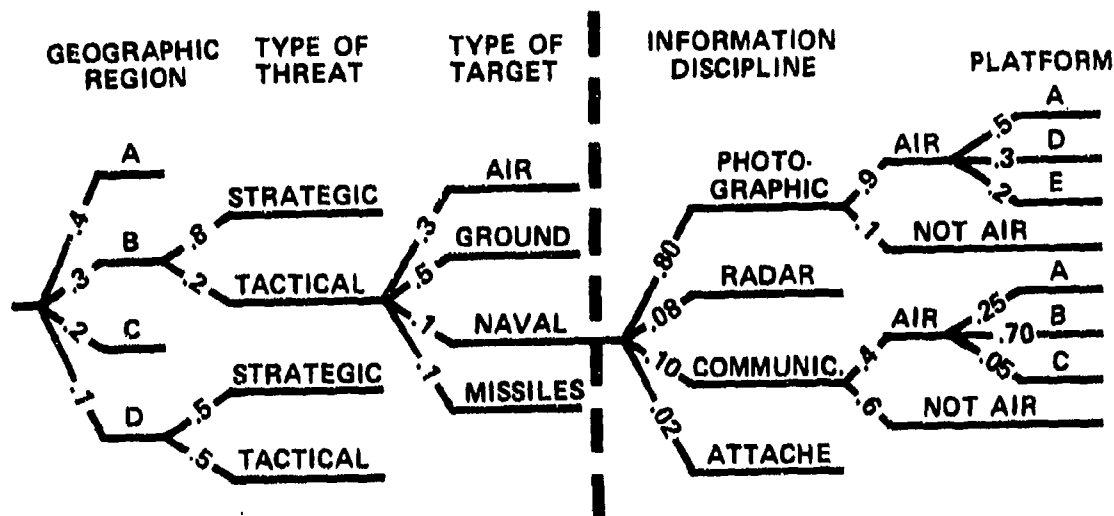 GEOGRAPHIC REGION
TYPE OF THREAT
TYPE OF TARGET
INFORMATION DISCIPLINE
PLATFORM
A
.4
B
.3
C
.2
D
.1
STRATEGIC
.8
TACTICAL
.2
STRATEGIC
.5
TACTICAL
.5
AIR
.3
GROUND
.5
NAVAL
.1
MISSILES
.1
PHOTO-
GRAPHIC
.80
RADAR
.08
COMMUNIC.
.10
ATTACHE
.02
AIR
.9
NOT AIR
.1
A
.5
D
.3
E
.2
AIR
.4
NOT AIR
.6
A
.25
B
.70
C
.05